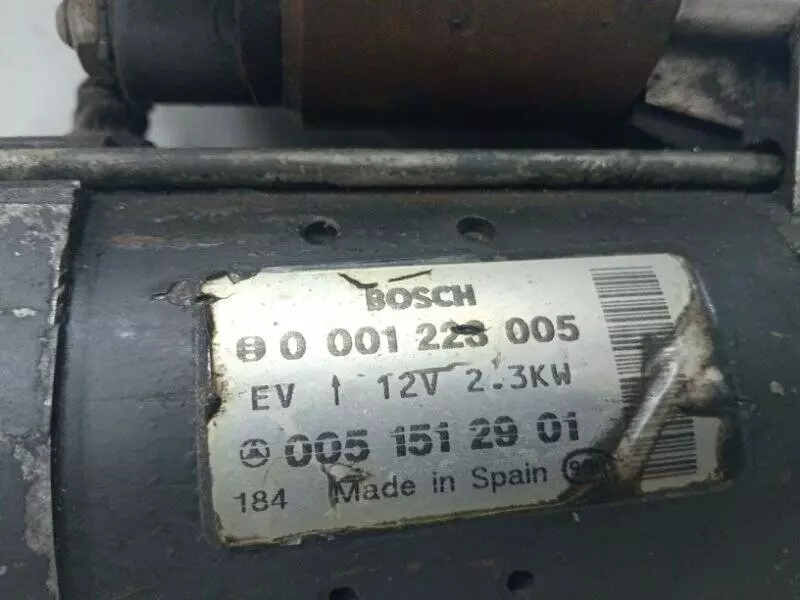 BOSCH
0 001 223 005
EV ↑ 12V 2.3KW
005 151 29 01
184 Made in Spain